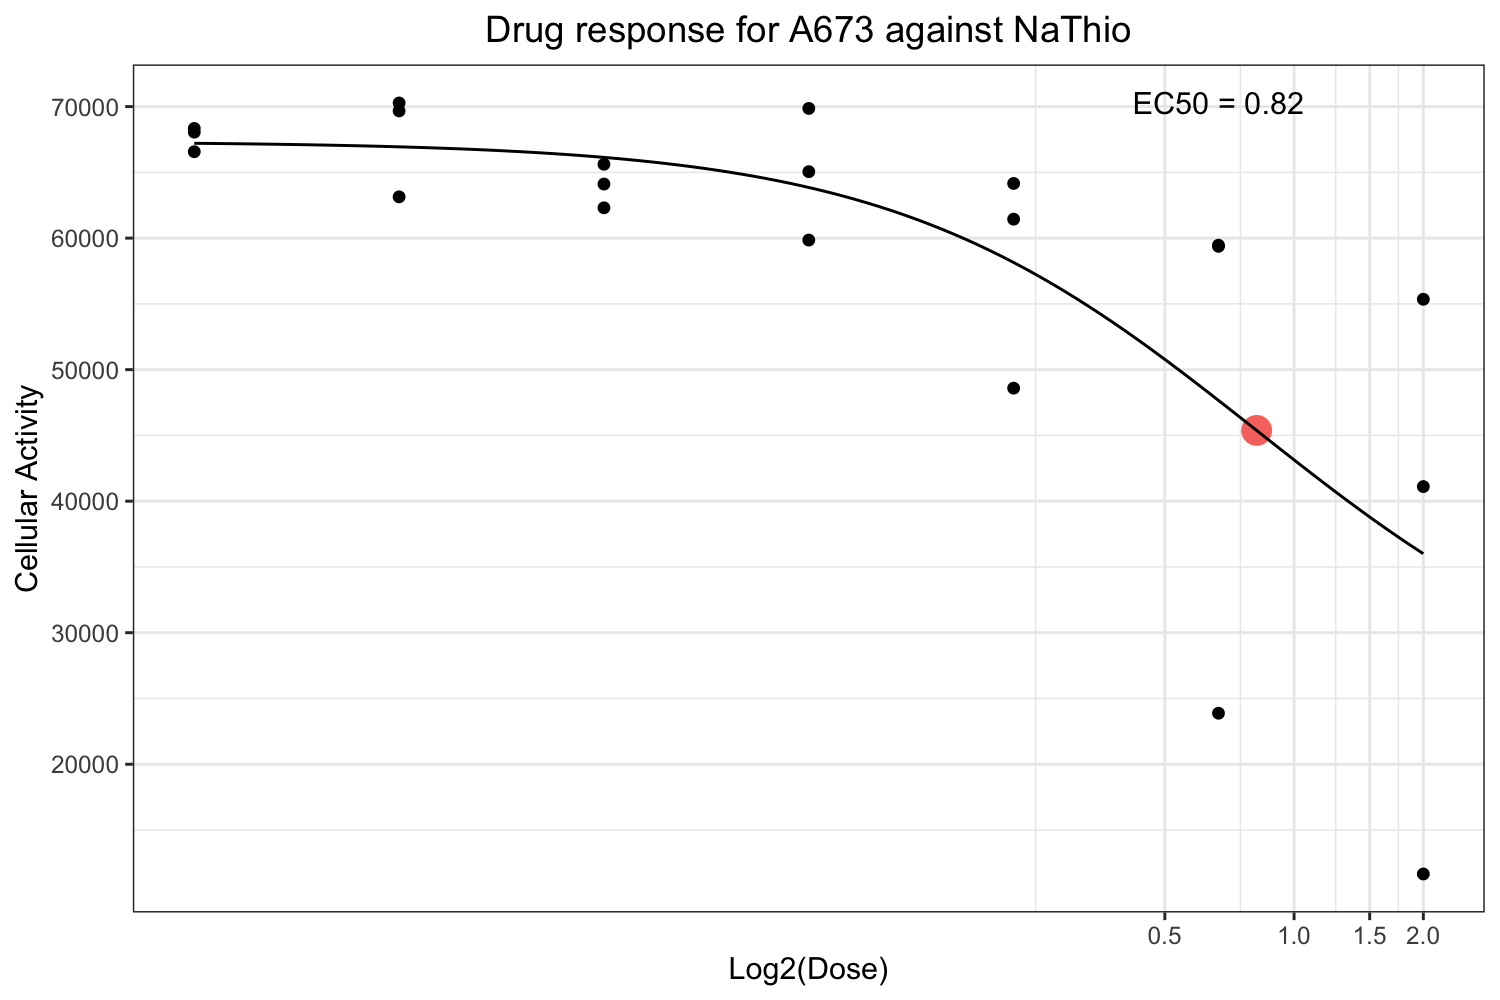 Drug response for A673 against NaThio
EC50 = 0.82
70000
60000
50000
40000
30000
20000
Cellular Activity
0.5 1.0 1.5 2.0
Log2(Dose)